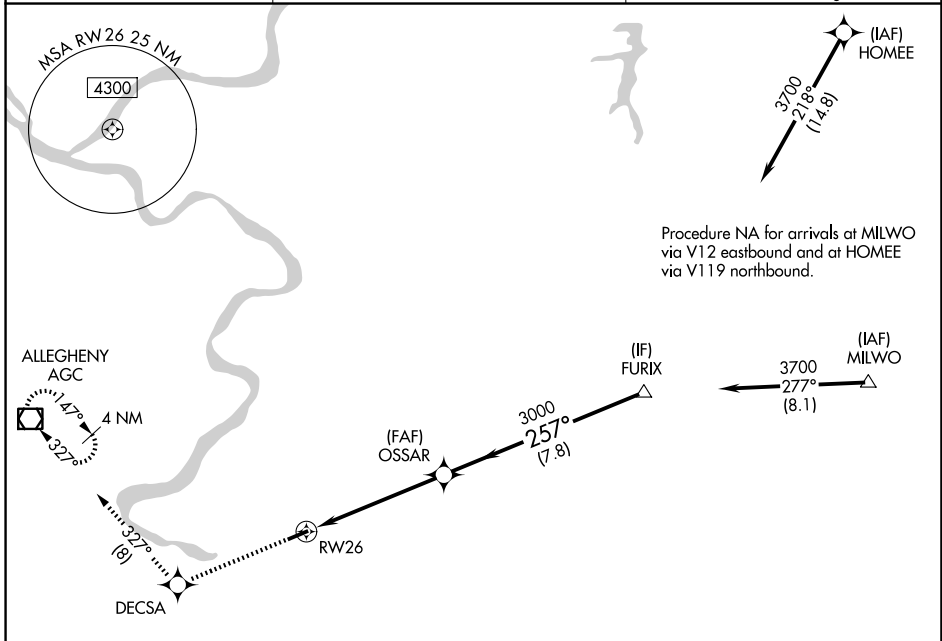 MSA RW26 25 NM
4300
(IAF)
HOMEE
3700
218°
(14.8)
Procedure NA for arrivals at MILWO
via V12 eastbound and at HOMEE
via V119 northbound.
ALLEGHENY
AGC
147°
4 NM
327°
(IF)
FURIX
(IAF)
MILWO
3700
277°
(8.1)
3000
257°
(7.8)
(FAF)
OSSAR
RW26
327°
(8)
DECSA